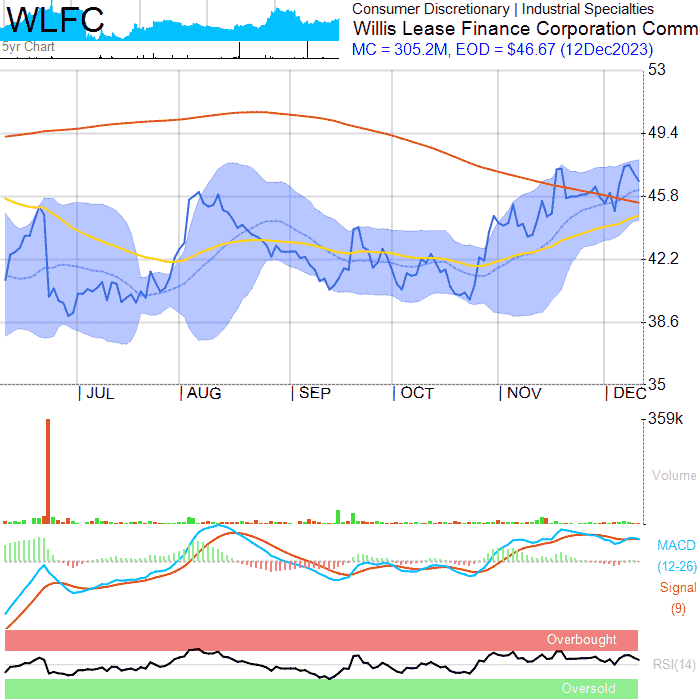 WLFC
5yr Chart
Consumer Discretionary | Industrial Specialties
Willis Lease Finance Corporation Comm
MC = 305.2M, EOD = $46.67 (12Dec2023)
53
49.4
45.8
42.2
38.6
35
| JUL | AUG | SEP | OCT | NOV | DEC
359k
Volume
MACD
(12-26)
Signal
(9)
Overbought
RSI(14)
Oversold